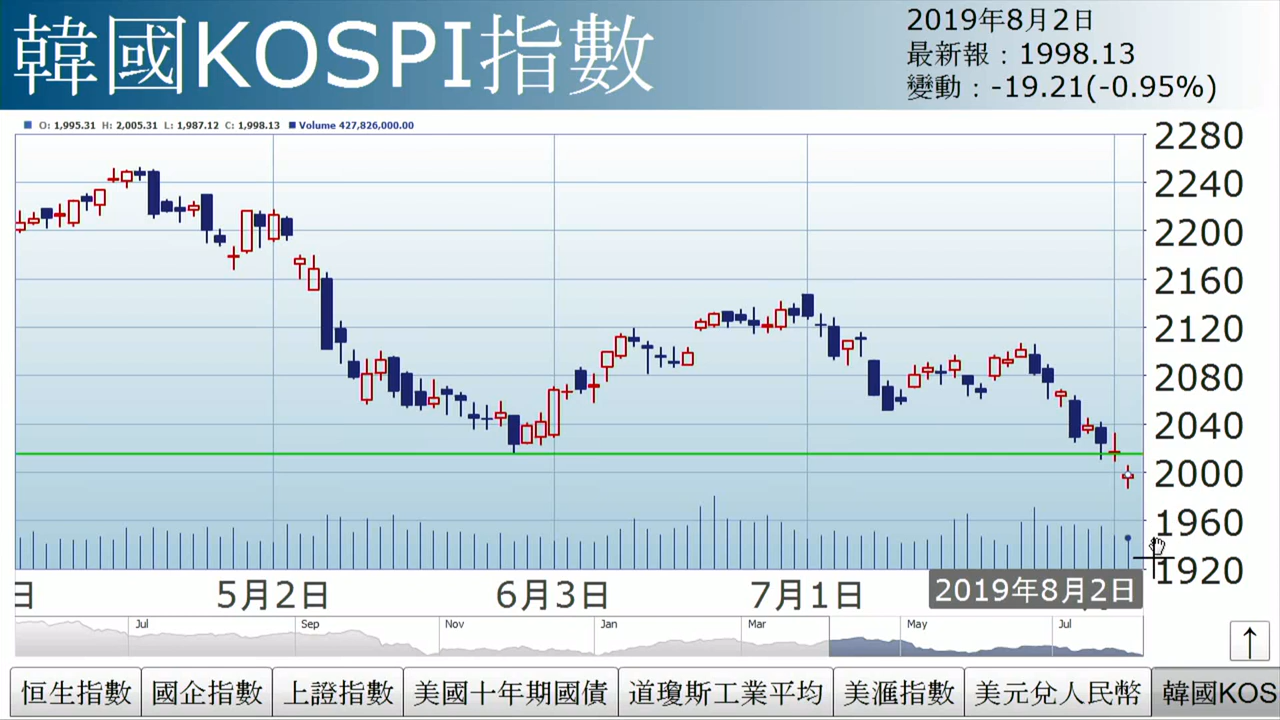 韓國KOSPI指數
2019年8月2日
最新報：1998.13
變動：-19.21(-0.95%)
O: 1,995.31 H: 2,005.31 L: 1,987.12 C: 1,998.13 Volume 427,826,000.00
2280
2240
2200
2160
2120
2080
2040
2000
1960
1920
日 5月2日 6月3日 7月1日 2019年8月2日
Jul Sep Nov Jan Mar May Jul
↑
恒生指數 國企指數 上證指數 美國十年期國債 道瓊斯工業平均 美滙指數 美元兌人民幣 韓國KOS